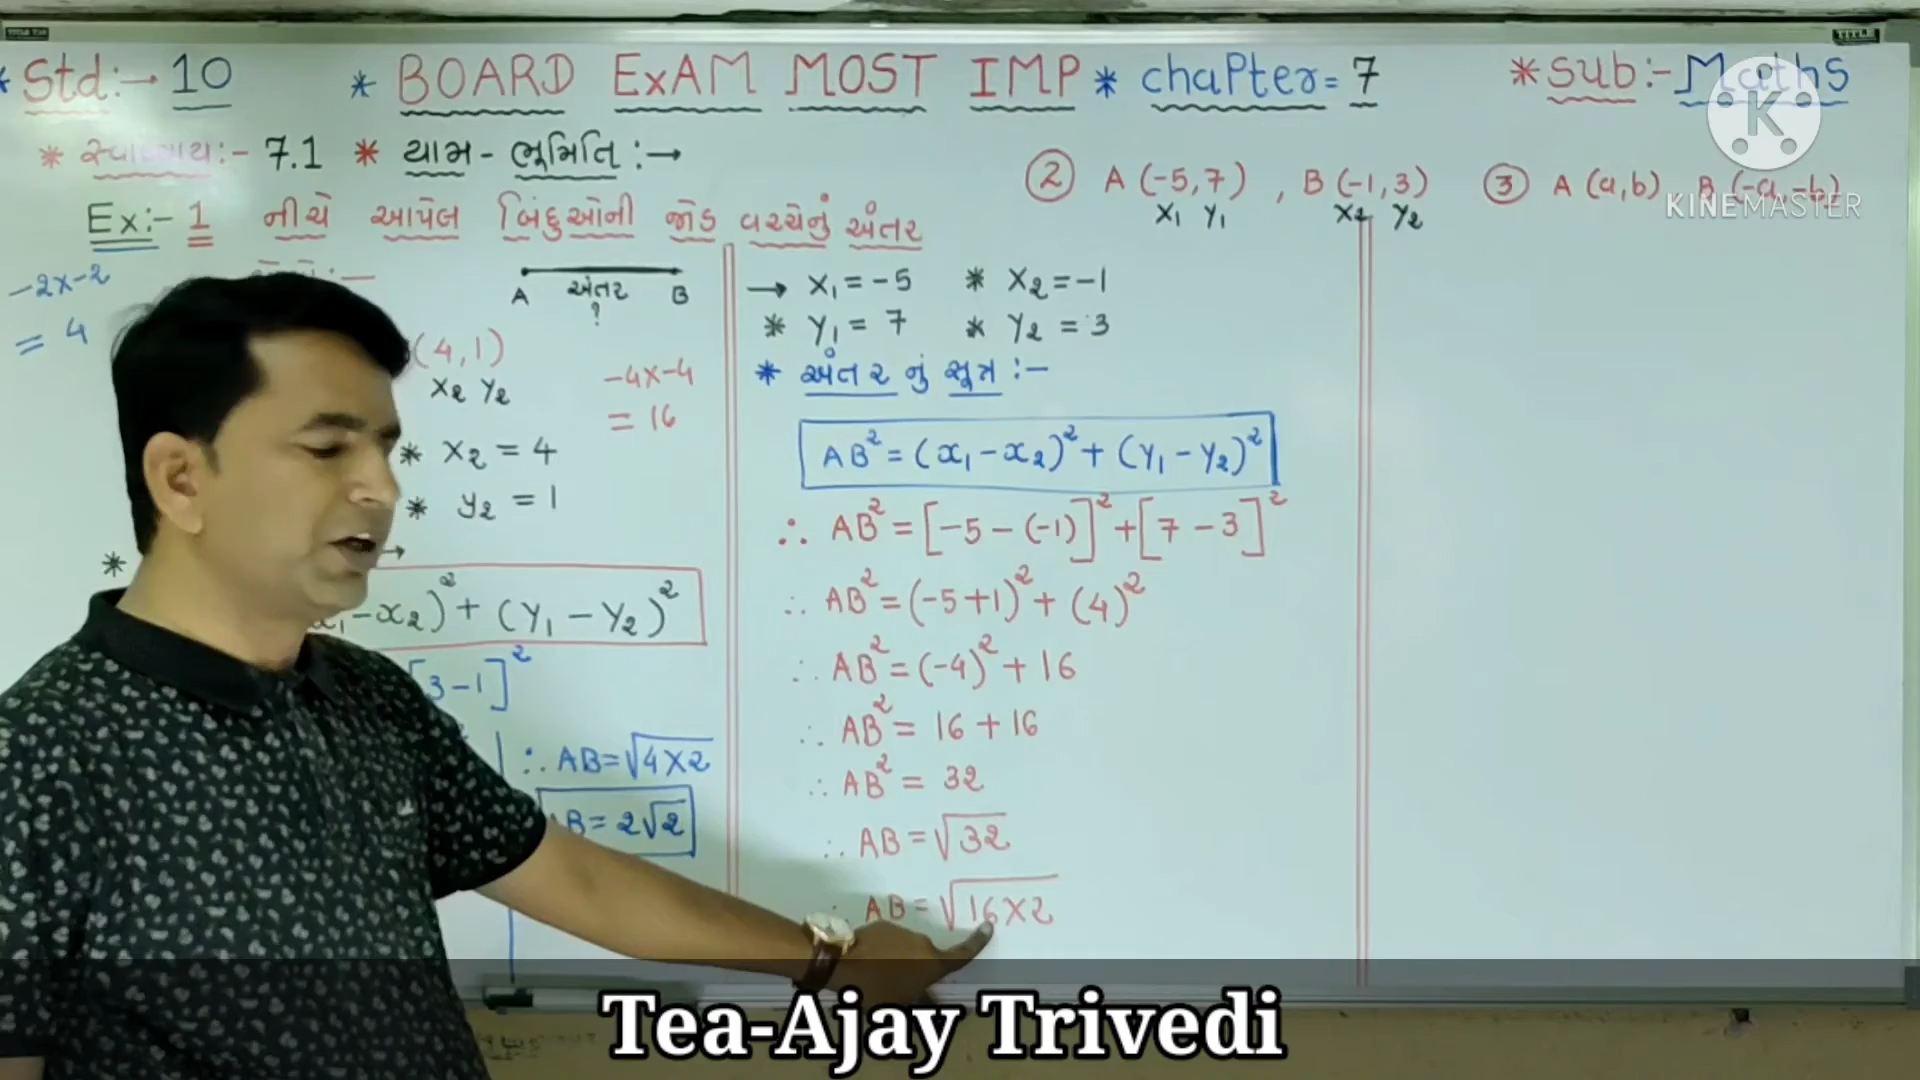 * Std:→ 10 * BOARD ExAM MOST IMP * chapter = 7 * Sub:- Maths
* સ્વાધ્યાય:- 7.1 * યામ - ભૂમિતિ:→
Ex:- 1 નીચે આપેલ બિંદુઓની જોડ વચ્ચેનું અંતર
-2x-2
= 4
A અંતર B
?
(4,1)
x2 y2
-4x-4
= 16
* x2 = 4
* y2 = 1
*
-x2)² + (y1 - y2)²
3-1]²
∴ AB = √4x2
AB = 2√2
② A (-5,7) , B (-1,3)
x1 y1 x2 y2
→ x1 = -5 * x2 = -1
* y1 = 7 * y2 = 3
* અંતર નું સૂત્ર :-
AB² = (x1 - x2)² + (y1 - y2)²
∴ AB² = [-5 - (-1)]² + [7 - 3]²
∴ AB² = (-5+1)² + (4)²
∴ AB² = (-4)² + 16
∴ AB² = 16 + 16
∴ AB² = 32
∴ AB = √32
∴ AB = √16x2
③ A (a,b) B (-a,-b)
K
KINEMASTER
Tea-Ajay Trivedi